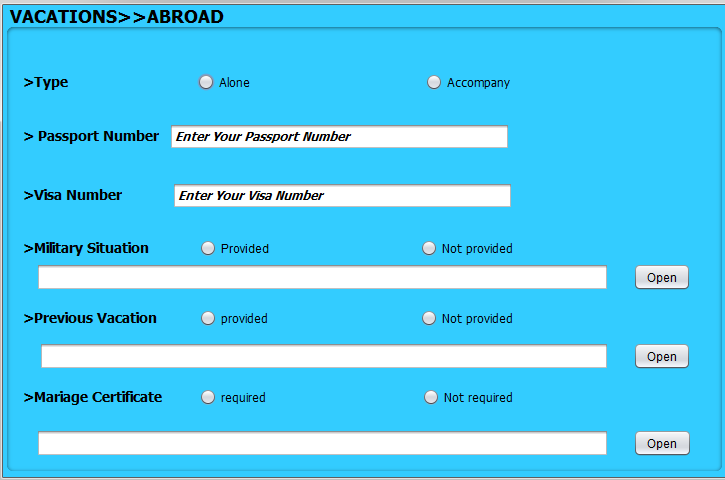 VACATIONS>>ABROAD
>Type Alone Accompany
> Passport Number Enter Your Passport Number
>Visa Number Enter Your Visa Number
>Military Situation Provided Not provided
Open
>Previous Vacation provided Not provided
Open
>Mariage Certificate required Not required
Open